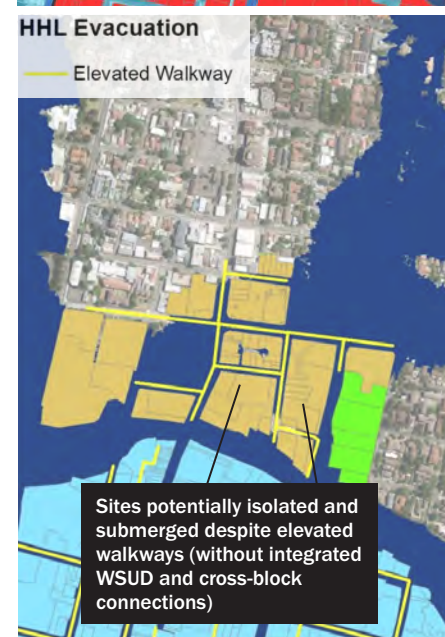 HHL Evacuation
Elevated Walkway
Sites potentially isolated and
submerged despite elevated
walkways (without integrated
WSUD and cross-block
connections)